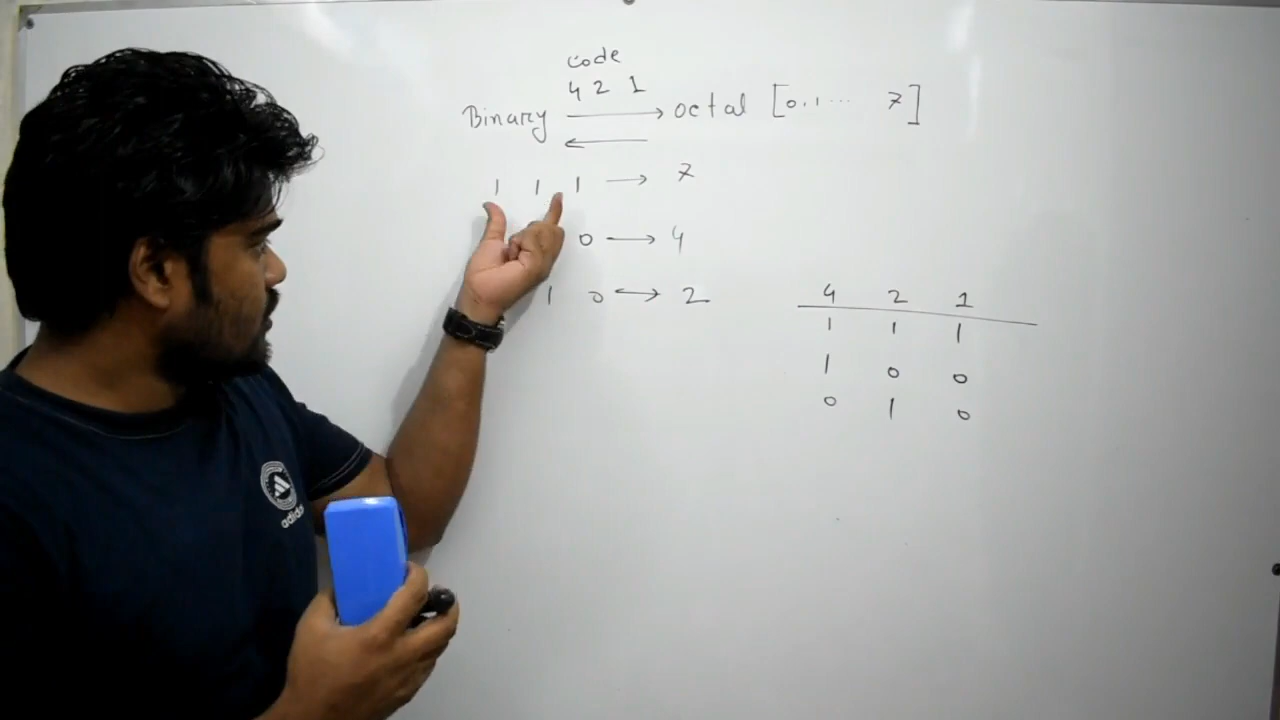 code
4 2 1
Binary → octal [0,1... 7]
←
1 1 1 → 7
0 → 4
1 0 ↔ 2
4 2 1
1 1 1
1 0 0
0 1 0
adidas